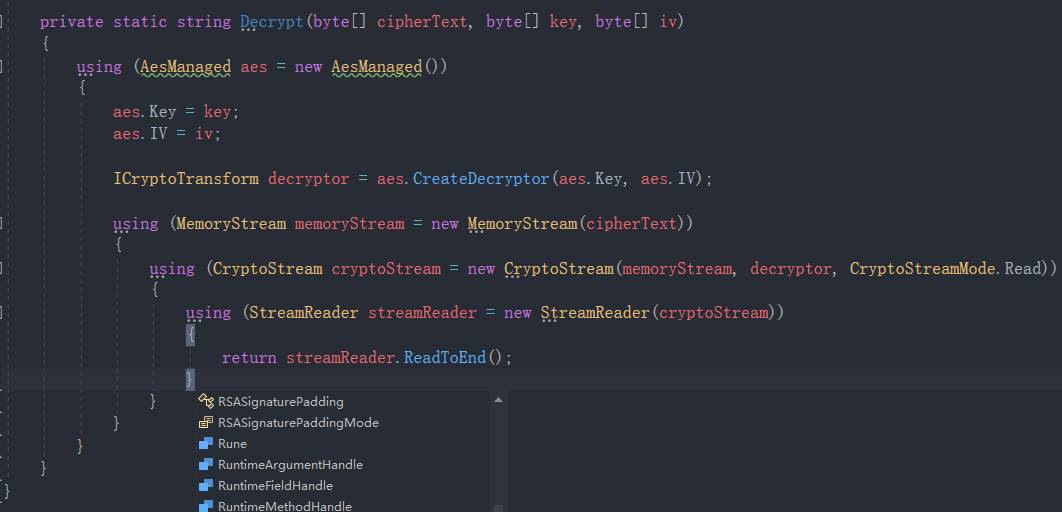 private static string Decrypt(byte[] cipherText, byte[] key, byte[] iv)
{
using (AesManaged aes = new AesManaged())
{
aes.Key = key;
aes.IV = iv;
ICryptoTransform decryptor = aes.CreateDecryptor(aes.Key, aes.IV);
using (MemoryStream memoryStream = new MemoryStream(cipherText))
{
using (CryptoStream cryptoStream = new CryptoStream(memoryStream, decryptor, CryptoStreamMode.Read))
{
using (StreamReader streamReader = new StreamReader(cryptoStream))
{
return streamReader.ReadToEnd();
}
}
}
}
}
}
RSASignaturePadding
RSASignaturePaddingMode
Rune
RuntimeArgumentHandle
RuntimeFieldHandle
RuntimeMethodHandle